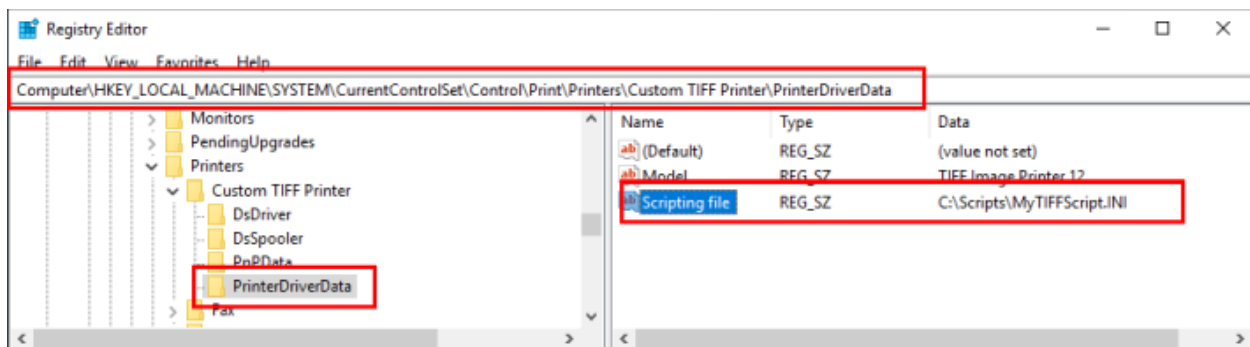 Registry Editor
File Edit View Favorites Help
Computer\HKEY_LOCAL_MACHINE\SYSTEM\CurrentControlSet\Control\Print\Printers\Custom TIFF Printer\PrinterDriverData
Monitors
PendingUpgrades
Printers
Custom TIFF Printer
DsDriver
DsSpooler
PnPData
PrinterDriverData
Fax
Name Type Data
(Default) REG_SZ (value not set)
Model REG_SZ TIFF Image Printer 12
Scripting file REG_SZ C:\Scripts\MyTIFFScript.INI